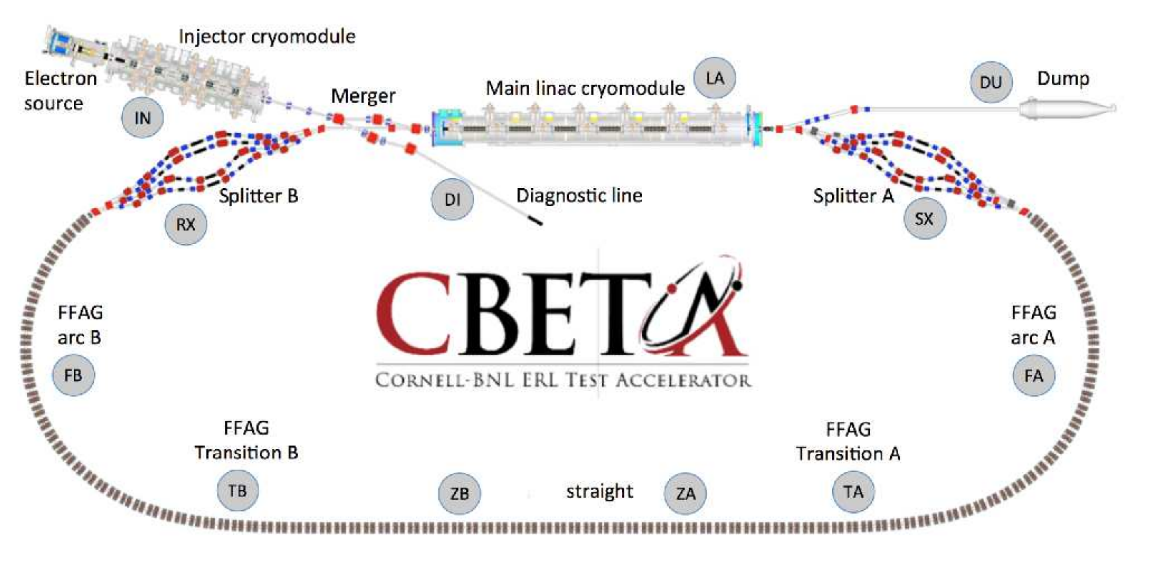 Injector cryomodule
Electron
source
IN
Merger
Main linac cryomodule
LA
DU
Dump
Splitter B
RX
DI
Diagnostic line
Splitter A
SX
CBETA
CORNELL-BNL ERL TEST ACCELERATOR
FFAG
arc B
FB
FFAG
arc A
FA
FFAG
Transition B
TB
ZB
straight
ZA
FFAG
Transition A
TA